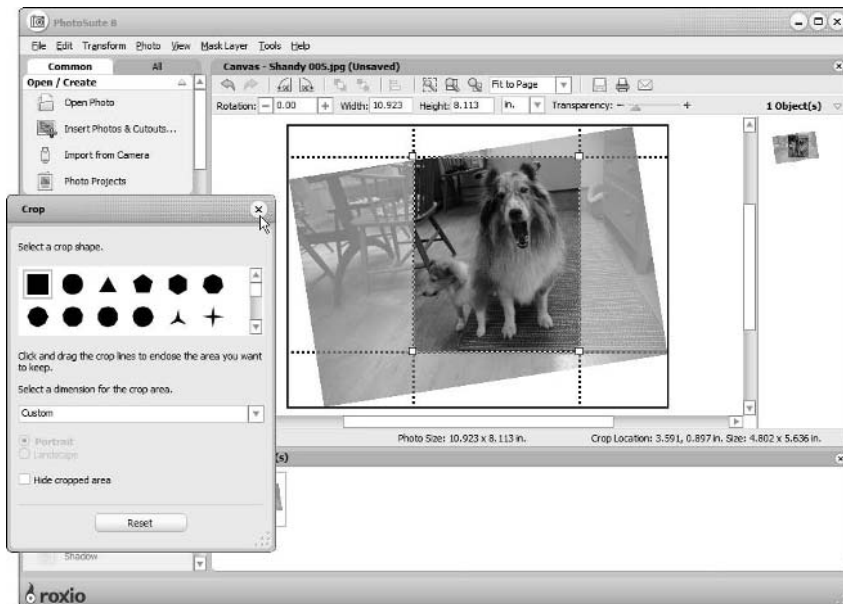 PhotoSuite 8
File Edit Transform Photo View Mask Layer Tools Help
Common All
Open / Create
Open Photo
Insert Photos & Cutouts...
Import from Camera
Photo Projects
Canvas - Shandy 005.jpg (Unsaved)
Fit to Page
Rotation: 0.00 Width: 10.923 Height: 8.113 in. Transparency:
1 Object(s)
Crop
Select a crop shape.
Click and drag the crop lines to enclose the area you want
to keep.
Select a dimension for the crop area.
Custom
Portrait
Landscape
Hide cropped area
Reset
Photo Size: 10.923 x 8.113 in. Crop Location: 3.591, 0.897 in. Size: 4.802 x 5.636 in.
(s)
Shadow
roxio